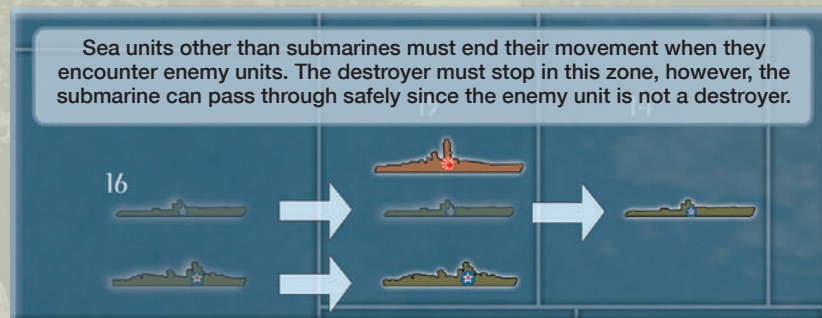 Sea units other than submarines must end their movement when they
encounter enemy units. The destroyer must stop in this zone, however, the
submarine can pass through safely since the enemy unit is not a destroyer.
16